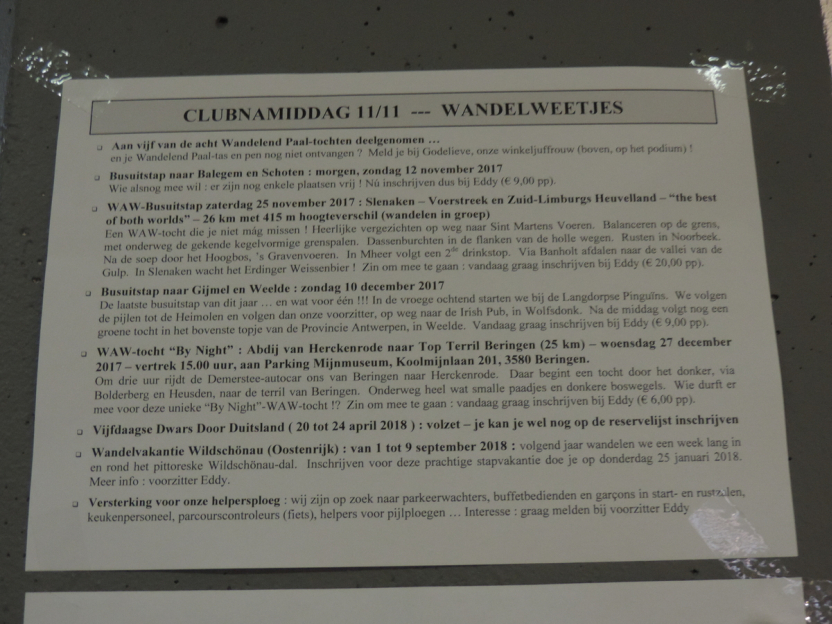 CLUBNAMIDDAG 11/11 --- WANDELWEETJES
❑ Aan vijf van de acht Wandelend Paal-tochten deelgenomen …
en je Wandelend Paal-tas en pen nog niet ontvangen ? Meld je bij Godelieve, onze winkeljuffrouw (boven, op het podium) !
❑ Busuitstap naar Balegem en Schoten : morgen, zondag 12 november 2017
Wie alsnog mee wil : er zijn nog enkele plaatsen vrij ! Nú inschrijven dus bij Eddy (€ 9,00 pp).
❑ WAW-Busuitstap zaterdag 25 november 2017 : Slenaken – Voerstreek en Zuid-Limburgs Heuvelland – “the best
of both worlds” – 26 km met 415 m hoogteverschil (wandelen in groep)
Een WAW-tocht die je niet mág missen ! Heerlijke vergezichten op weg naar Sint Martens Voeren. Balanceren op de grens,
met onderweg de gekende kegelvormige grenspalen. Dassenburchten in de flanken van de holle wegen. Rusten in Noorbeek.
Na de soep door het Hoogbos, ’s Gravenvoeren. In Mheer volgt een 2de drinkstop. Via Banholt afdalen naar de vallei van de
Gulp. In Slenaken wacht het Erdinger Weissenbier ! Zin om mee te gaan : vandaag graag inschrijven bij Eddy (€ 20,00 pp).
❑ Busuitstap naar Gijmel en Weelde : zondag 10 december 2017
De laatste busuitstap van dit jaar … en wat voor één !!! In de vroege ochtend starten we bij de Langdorpse Pinguïns. We volgen
de pijlen tot de Heimolen en volgen dan onze voorzitter, op weg naar de Irish Pub, in Wolfsdonk. Na de middag volgt nog een
groene tocht in het bovenste topje van de Provincie Antwerpen, in Weelde. Vandaag graag inschrijven bij Eddy (€ 9,00 pp).
❑ WAW-tocht “By Night” : Abdij van Herckenrode naar Top Terril Beringen (25 km) – woensdag 27 december
2017 – vertrek 15.00 uur, aan Parking Mijnmuseum, Koolmijnlaan 201, 3580 Beringen.
Om drie uur rijdt de Demerstee-autocar ons van Beringen naar Herckenrode. Daar begint een tocht door het donker, via
Bolderberg en Heusden, naar de terril van Beringen. Onderweg heel wat smalle paadjes en donkere boswegels. Wie durft er
mee voor deze unieke “By Night”-WAW-tocht !? Zin om mee te gaan : vandaag graag inschrijven bij Eddy (€ 6,00 pp).
❑ Vijfdaagse Dwars Door Duitsland ( 20 tot 24 april 2018 ) : volzet – je kan je wel nog op de reservelijst inschrijven
❑ Wandelvakantie Wildschönau (Oostenrijk) : van 1 tot 9 september 2018 : volgend jaar wandelen we een week lang in
en rond het pittoreske Wildschönau-dal. Inschrijven voor deze prachtige stapvakantie doe je op donderdag 25 januari 2018.
Meer info : voorzitter Eddy.
❑ Versterking voor onze helpersploeg : wij zijn op zoek naar parkeerwachters, buffetbedienden en garçons in start- en rustzalen,
keukenpersoneel, parcourscontroleurs (fiets), helpers voor pijlploegen … Interesse : graag melden bij voorzitter Eddy